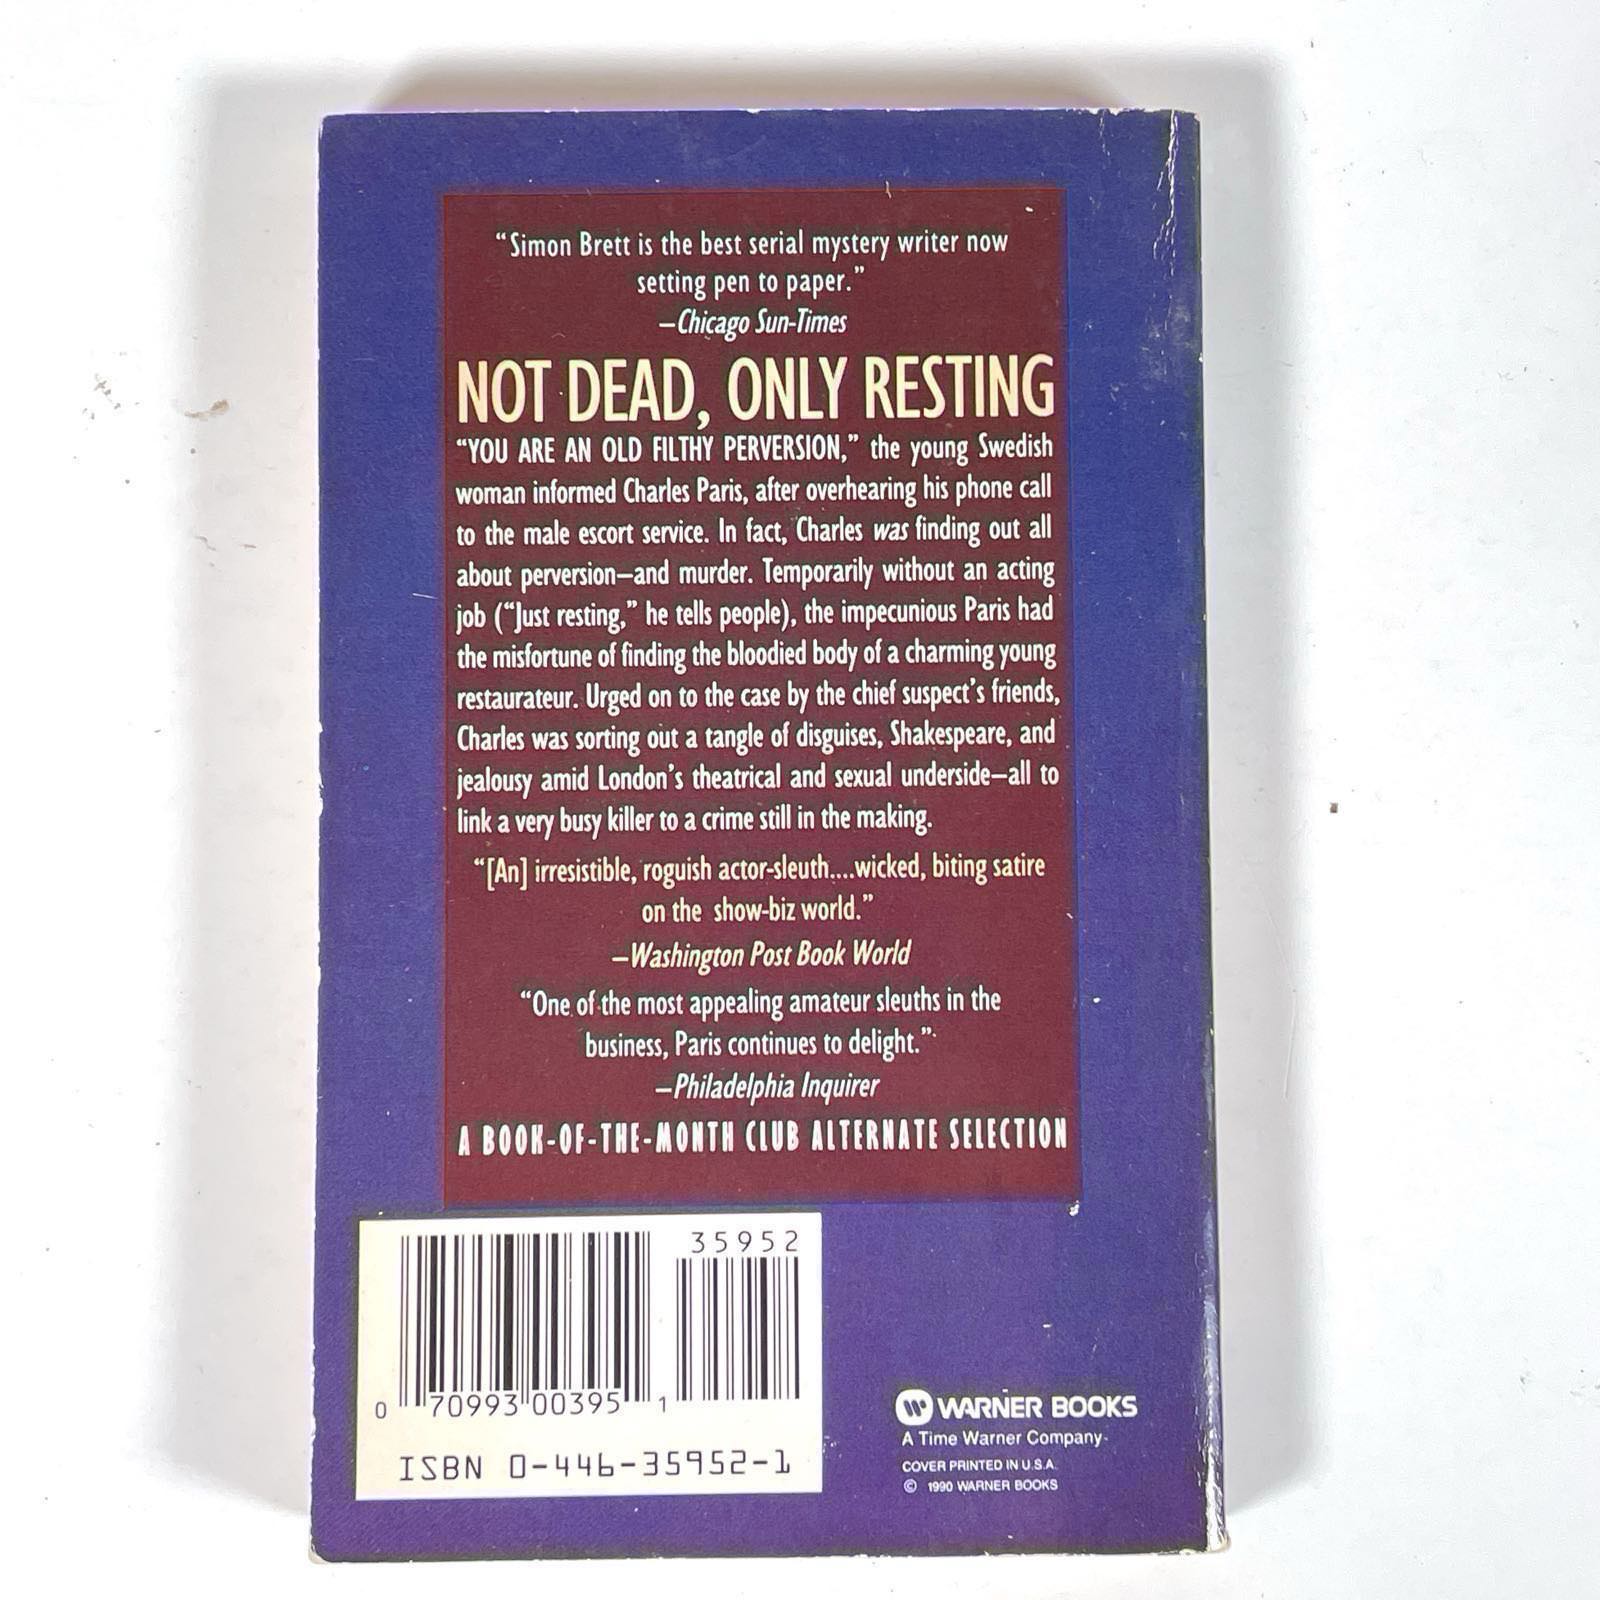 “Simon Brett is the best serial mystery writer now
setting pen to paper.”
—Chicago Sun-Times
NOT DEAD, ONLY RESTING
“YOU ARE AN OLD FILTHY PERVERSION,” the young Swedish
woman informed Charles Paris, after overhearing his phone call
to the male escort service. In fact, Charles was finding out all
about perversion—and murder. Temporarily without an acting
job (“Just resting,” he tells people), the impecunious Paris had
the misfortune of finding the bloodied body of a charming young
restaurateur. Urged on to the case by the chief suspect’s friends,
Charles was sorting out a tangle of disguises, Shakespeare, and
jealousy amid London’s theatrical and sexual underside—all to
link a very busy killer to a crime still in the making.
“[An] irresistible, roguish actor-sleuth....wicked, biting satire
on the show-biz world.”
—Washington Post Book World
“One of the most appealing amateur sleuths in the
business, Paris continues to delight.”
—Philadelphia Inquirer
A BOOK-OF-THE-MONTH CLUB ALTERNATE SELECTION
35952
0 70993 00395 1
ISBN 0-446-35952-1
W WARNER BOOKS
A Time Warner Company
COVER PRINTED IN U.S.A.
© 1990 WARNER BOOKS